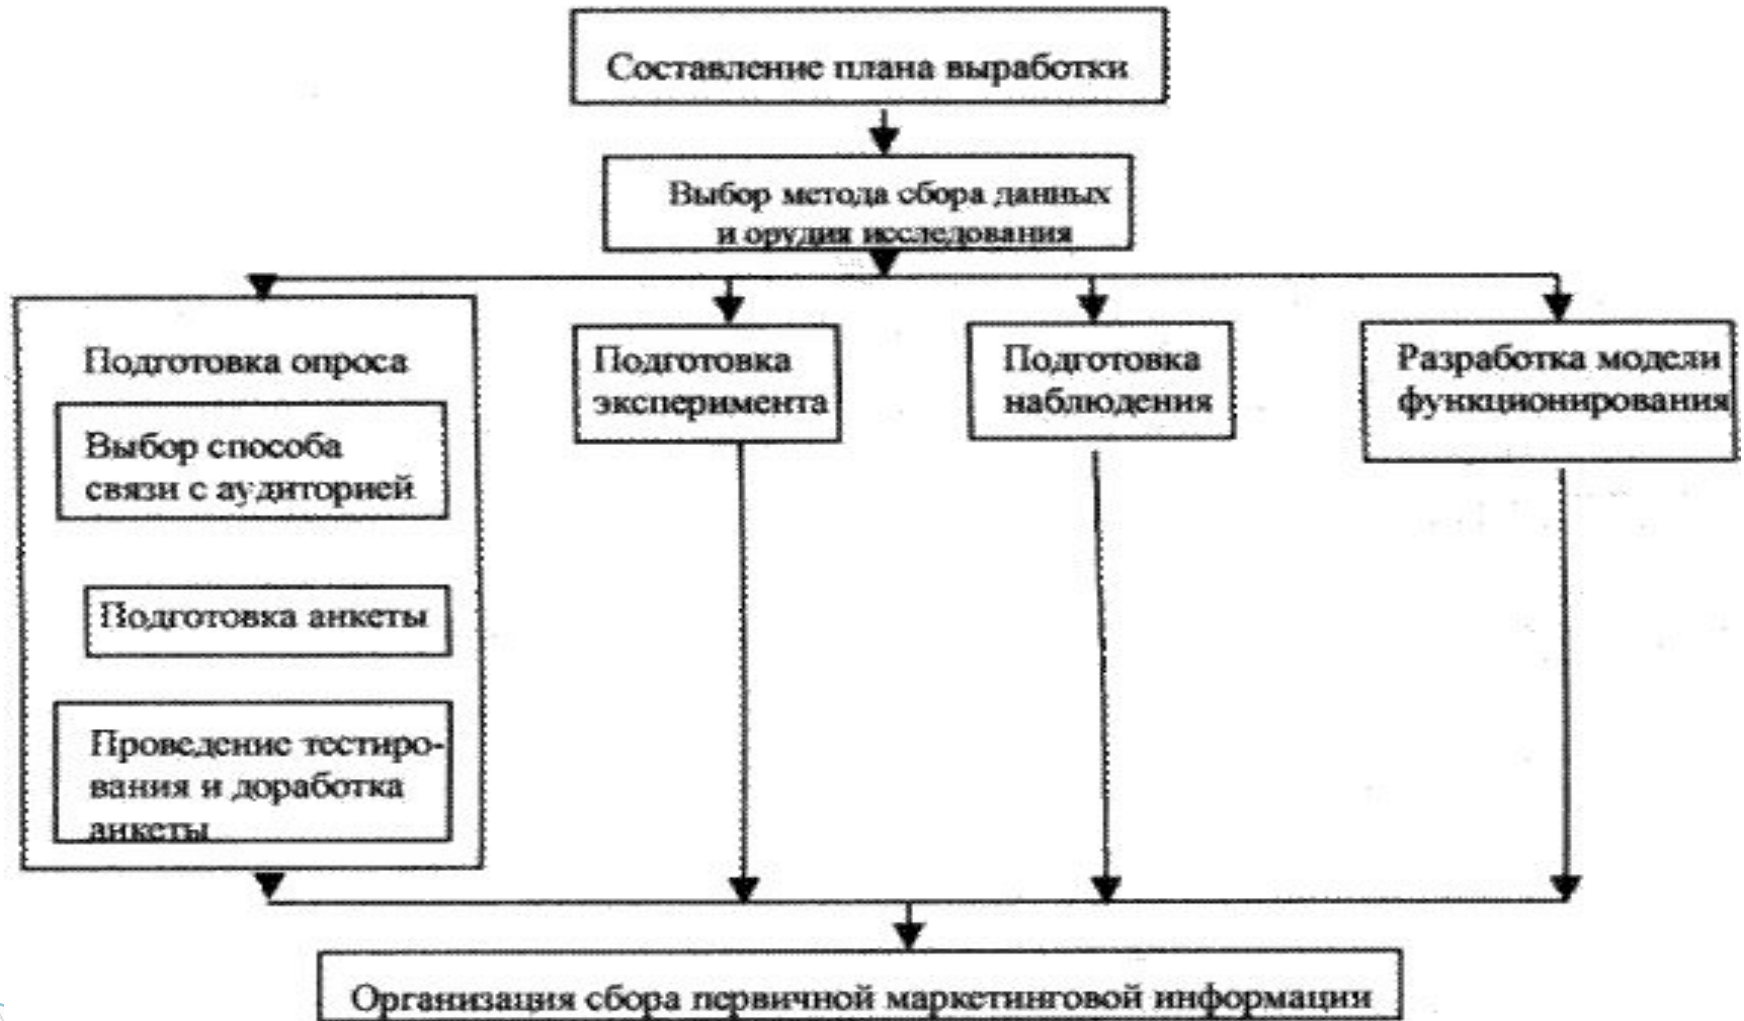 Составление плана выработки
Выбор метода сбора данных
и орудия исследования
Подготовка опроса
Выбор способа
связи с аудиторией
Подготовка анкеты
Проведение тестиро-
вания и доработка
анкеты
Подготовка
эксперимента
Подготовка
наблюдения
Разработка модели
функционирования
Организация сбора первичной маркетинговой информации